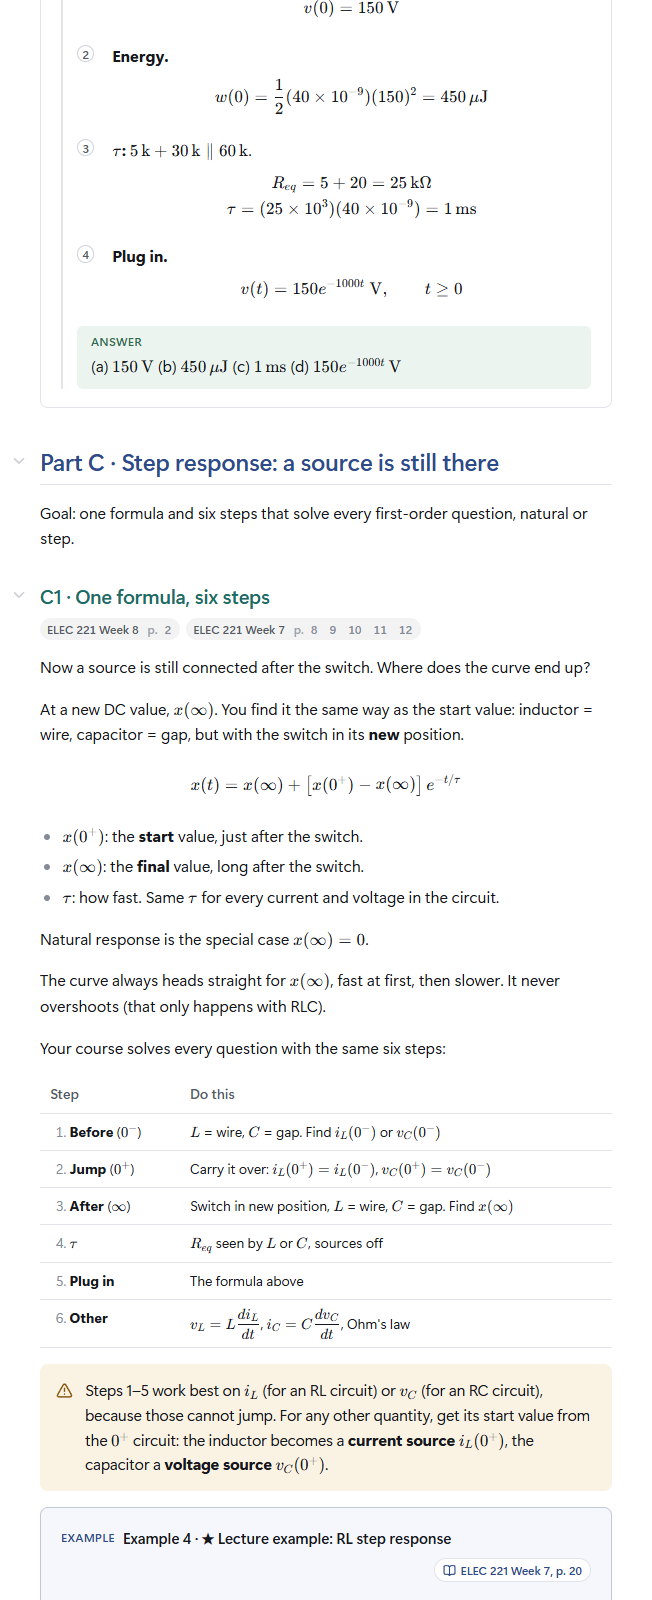 v(0) = 150 V
2 Energy.
w(0) = 1/2 (40 × 10⁻⁹)(150)² = 450 μJ
3 τ: 5 k + 30 k ∥ 60 k.
R_eq = 5 + 20 = 25 kΩ
τ = (25 × 10³)(40 × 10⁻⁹) = 1 ms
4 Plug in.
v(t) = 150e^(−1000t) V, t ≥ 0
ANSWER
(a) 150 V (b) 450 μJ (c) 1 ms (d) 150e^(−1000t) V
Part C · Step response: a source is still there
Goal: one formula and six steps that solve every first-order question, natural or
step.
C1 · One formula, six steps
ELEC 221 Week 8 p. 2 ELEC 221 Week 7 p. 8 9 10 11 12
Now a source is still connected after the switch. Where does the curve end up?
At a new DC value, x(∞). You find it the same way as the start value: inductor =
wire, capacitor = gap, but with the switch in its new position.
x(t) = x(∞) + [x(0⁺) − x(∞)] e^(−t/τ)
• x(0⁺): the start value, just after the switch.
• x(∞): the final value, long after the switch.
• τ: how fast. Same τ for every current and voltage in the circuit.
Natural response is the special case x(∞) = 0.
The curve always heads straight for x(∞), fast at first, then slower. It never
overshoots (that only happens with RLC).
Your course solves every question with the same six steps:
Step Do this
1. Before (0⁻) L = wire, C = gap. Find i_L(0⁻) or v_C(0⁻)
2. Jump (0⁺) Carry it over: i_L(0⁺) = i_L(0⁻), v_C(0⁺) = v_C(0⁻)
3. After (∞) Switch in new position, L = wire, C = gap. Find x(∞)
4. τ R_eq seen by L or C, sources off
5. Plug in The formula above
6. Other v_L = L di_L/dt, i_C = C dv_C/dt, Ohm's law
Steps 1–5 work best on i_L (for an RL circuit) or v_C (for an RC circuit),
because those cannot jump. For any other quantity, get its start value from
the 0⁺ circuit: the inductor becomes a current source i_L(0⁺), the
capacitor a voltage source v_C(0⁺).
EXAMPLE Example 4 · ★ Lecture example: RL step response
ELEC 221 Week 7, p. 20